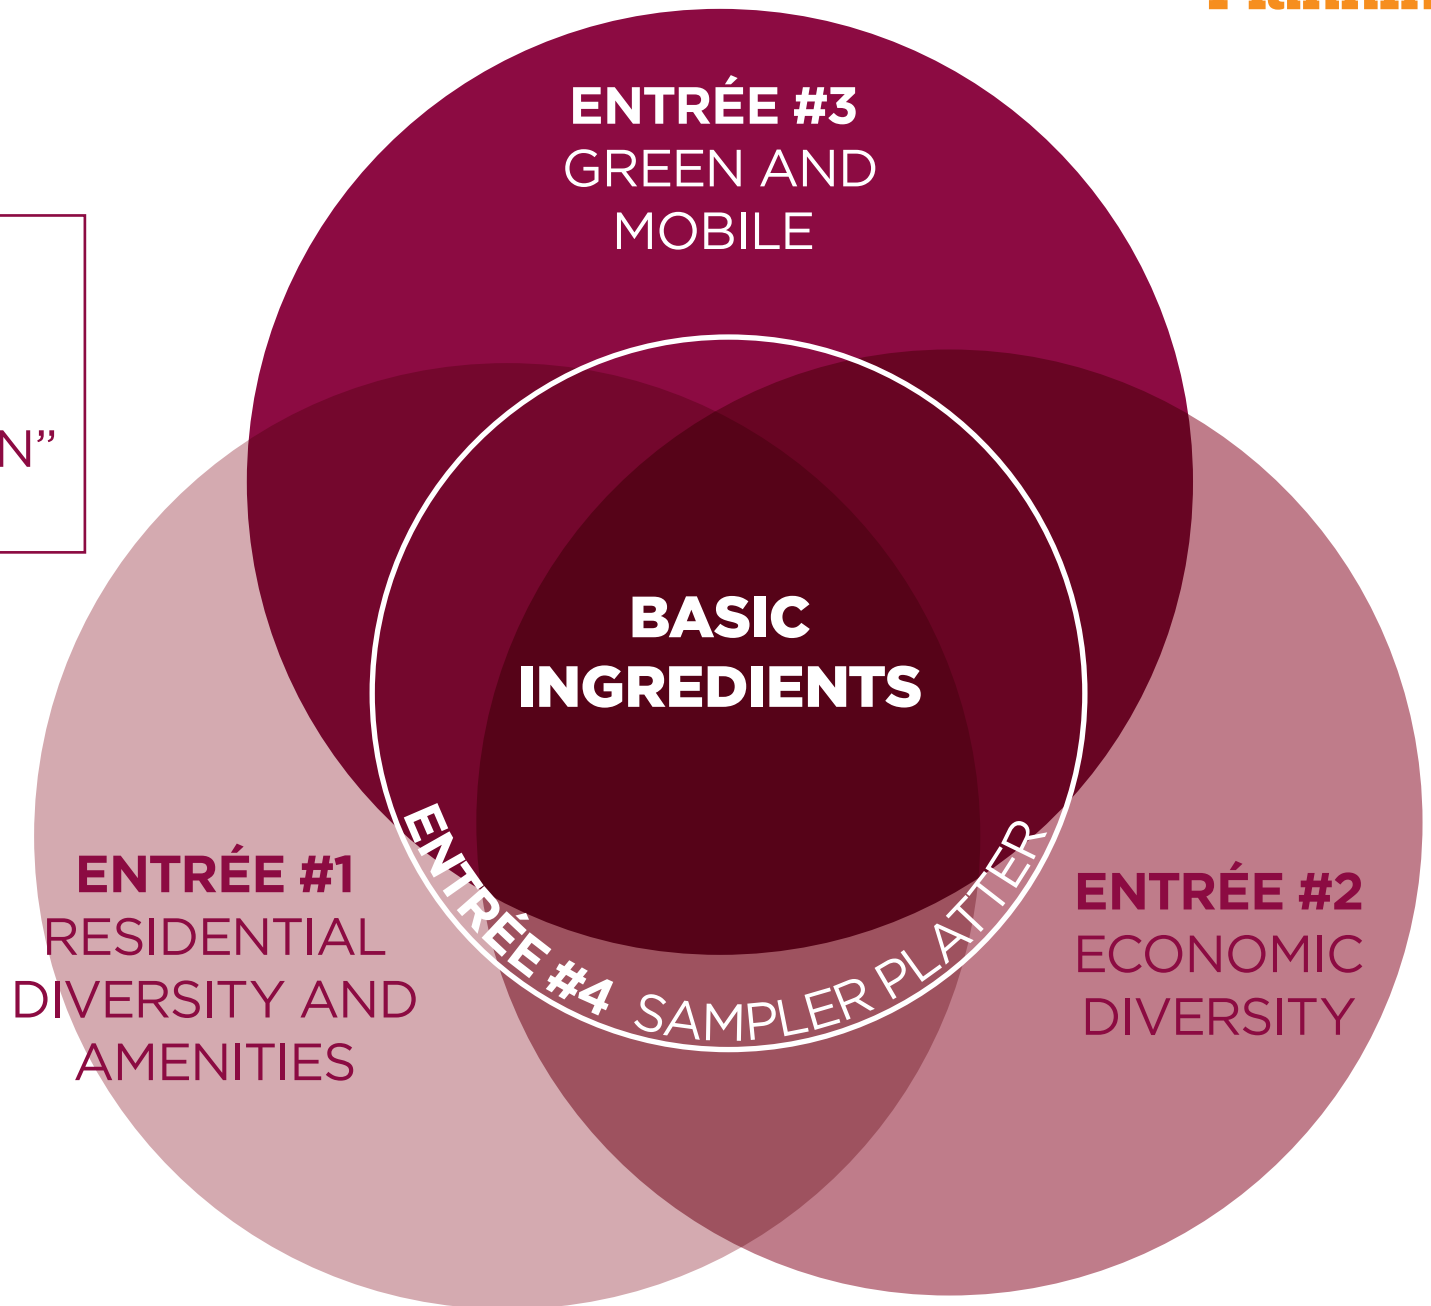 ENTRÉE #3
GREEN AND
MOBILE
N”
BASIC
INGREDIENTS
ENTRÉE #4 SAMPLER PLATTER
ENTRÉE #1
RESIDENTIAL
DIVERSITY AND
AMENITIES
ENTRÉE #2
ECONOMIC
DIVERSITY